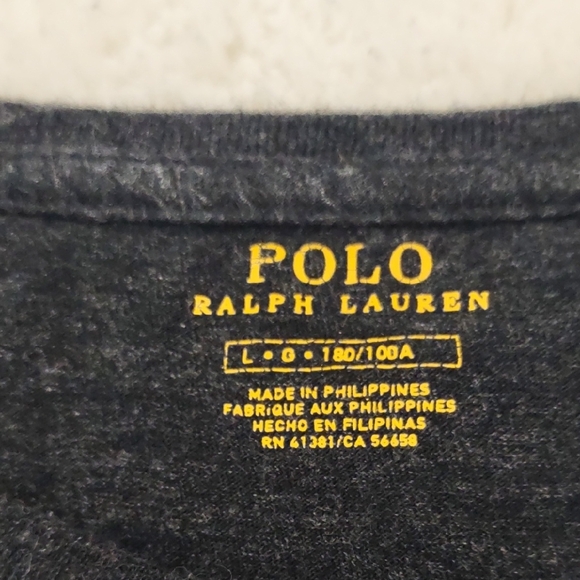 POLO
RALPH LAUREN
L • G • 180/100A
MADE IN PHILIPPINES
FABRIQUE AUX PHILIPPINES
HECHO EN FILIPINAS
RN 41381/CA 56658